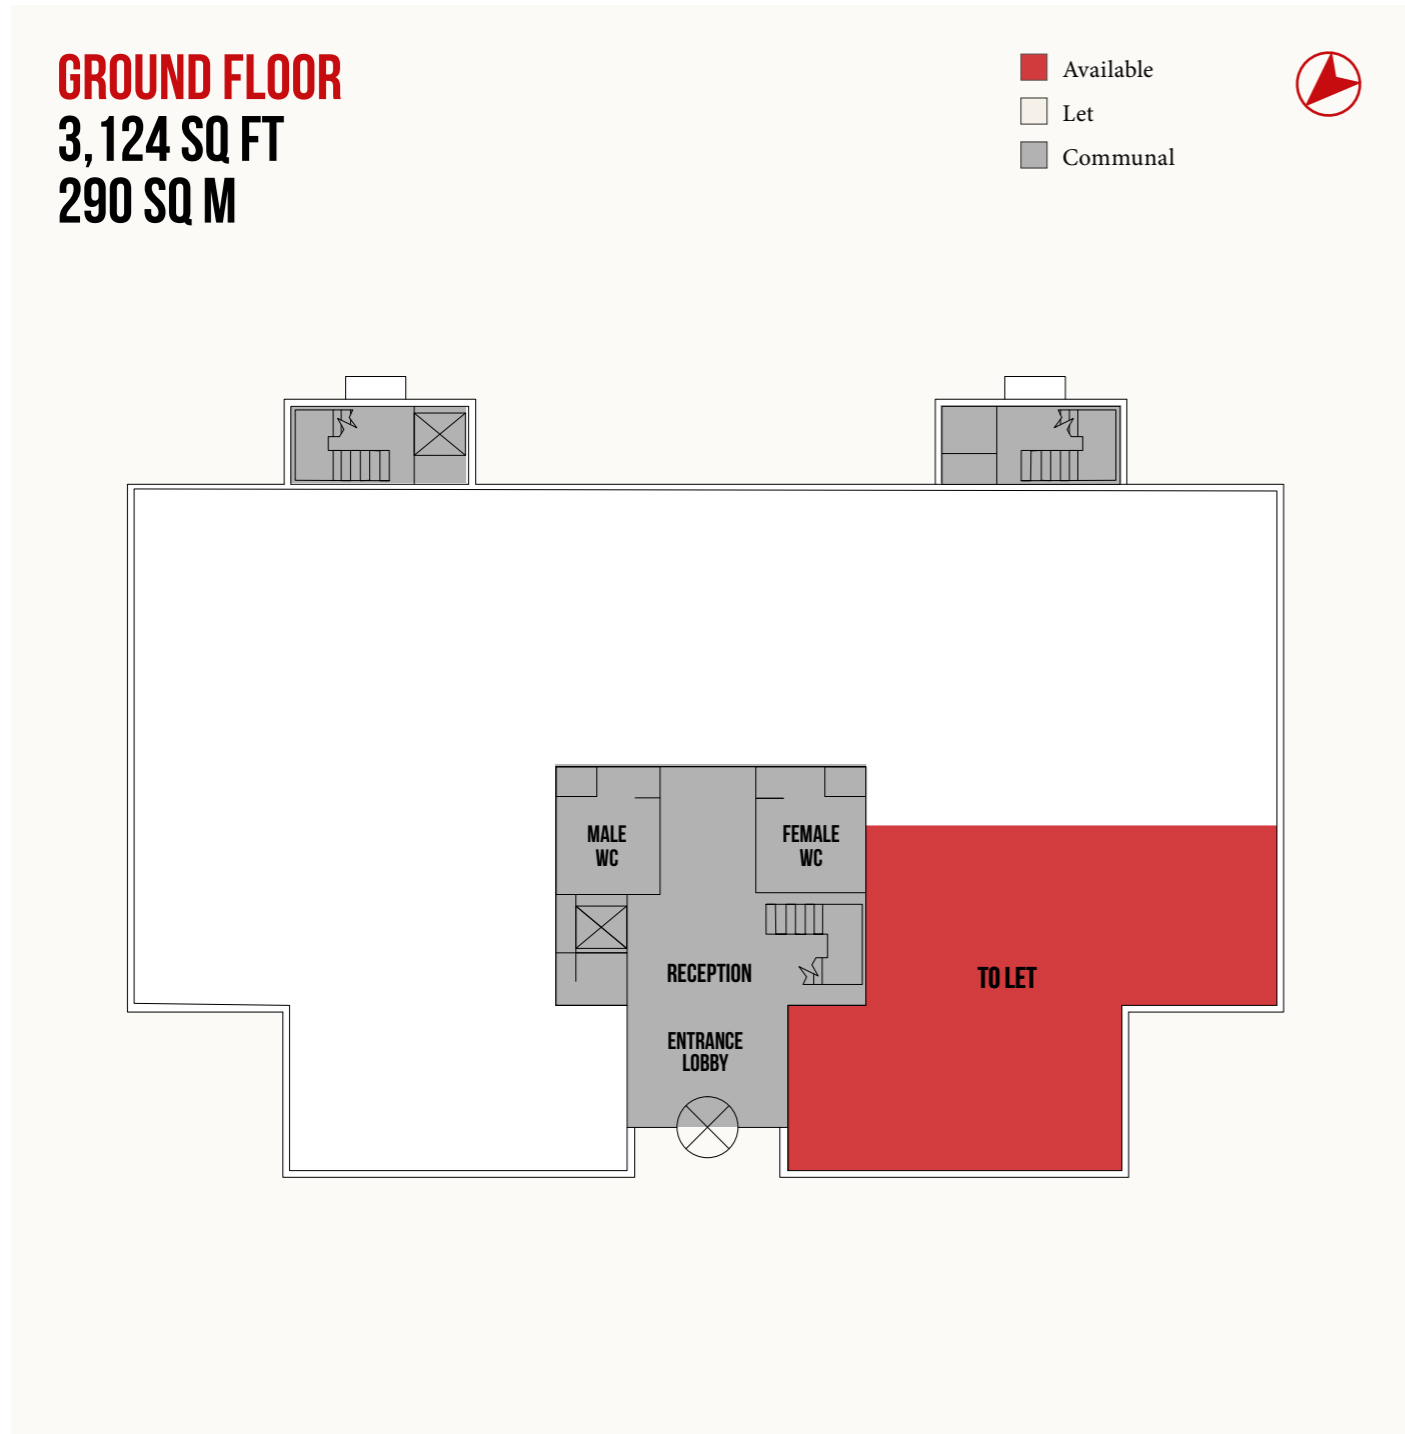 GROUND FLOOR
3,124 SQ FT
290 SQ M
Available
Let
Communal
MALE
WC
FEMALE
WC
RECEPTION
TO LET
ENTRANCE
LOBBY